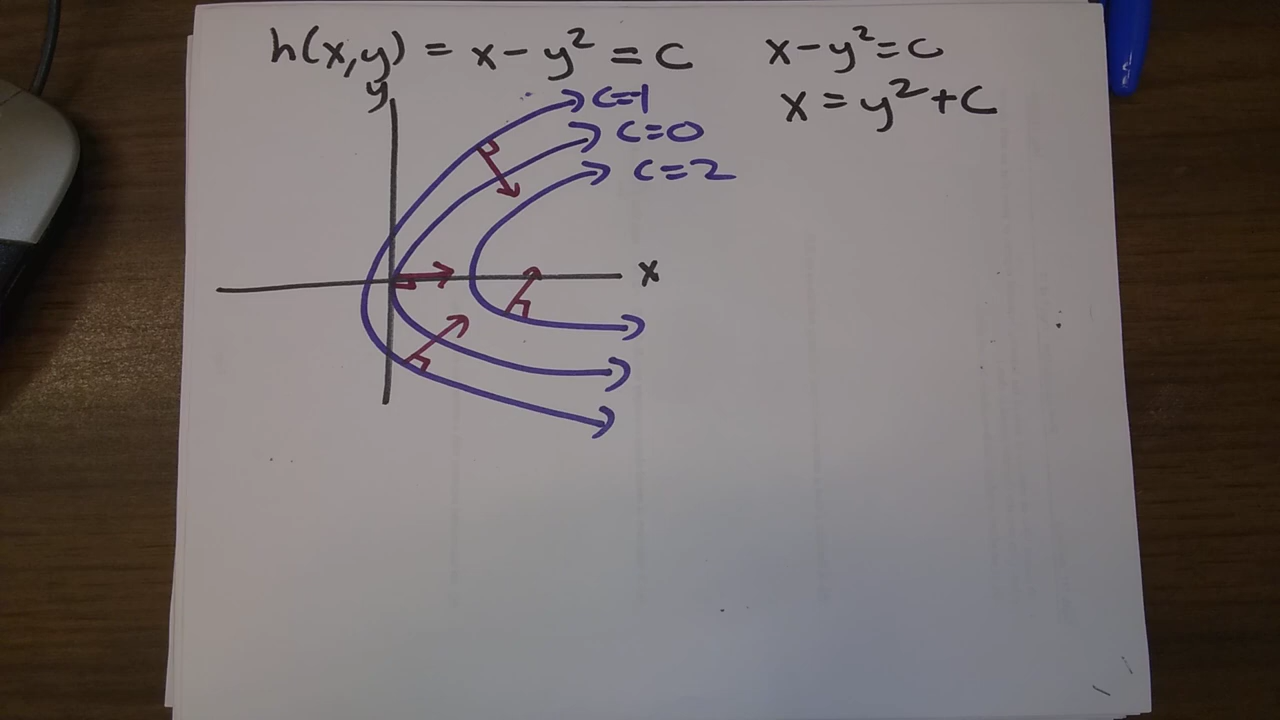 h(x,y) = x-y² = C
x-y²=C
x=y²+C
y
C=-1
C=0
C=2
x